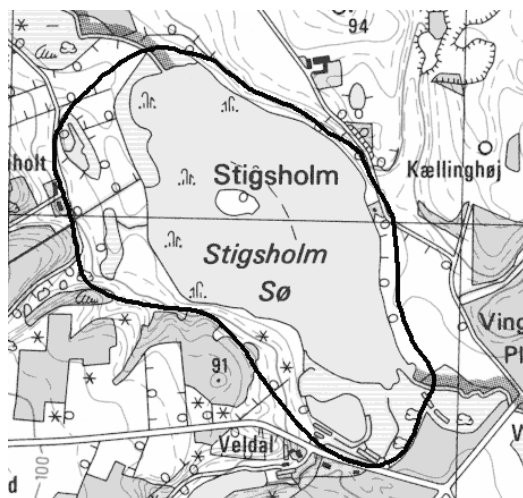 94
holt
Stigsholm
Kællinghøj
Stigsholm
Sø
Ving
Pl
91
Veldal
V
d
100